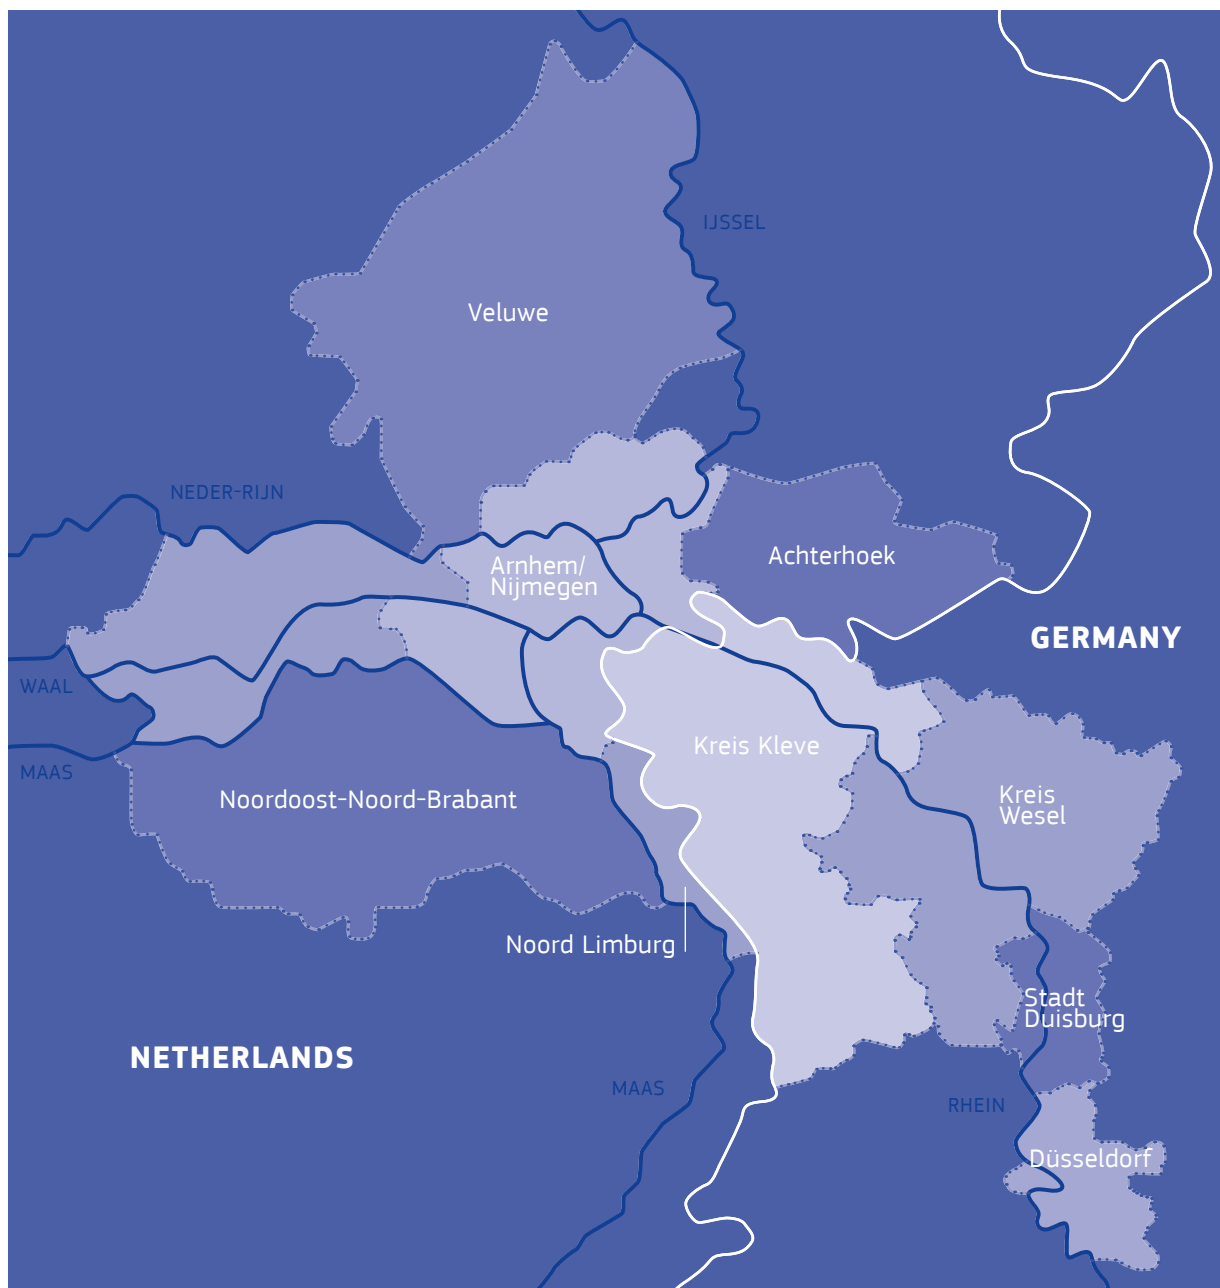 IJSSEL
Veluwe
NEDER-RIJN
Arnhem/
Nijmegen
Achterhoek
GERMANY
WAAL
Kreis Kleve
MAAS
Noordoost-Noord-Brabant
Kreis
Wesel
Noord Limburg
Stadt
Duisburg
NETHERLANDS
MAAS
RHEIN
Düsseldorf